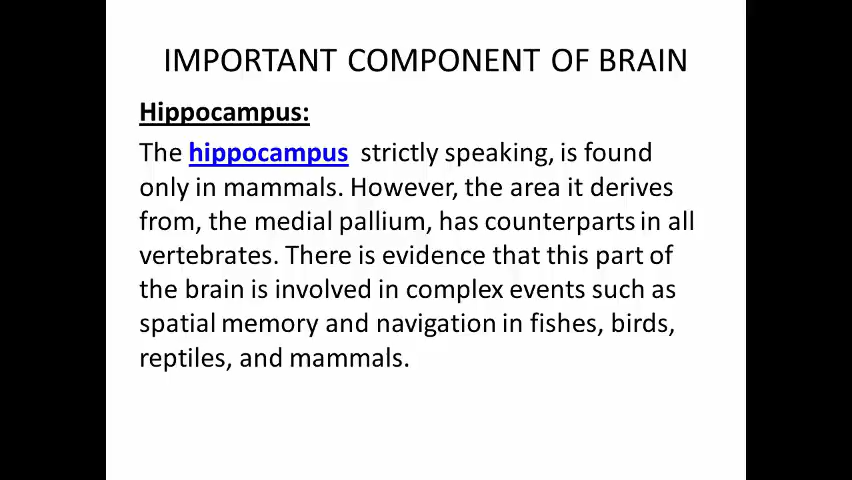 IMPORTANT COMPONENT OF BRAIN
Hippocampus:
The hippocampus strictly speaking, is found
only in mammals. However, the area it derives
from, the medial pallium, has counterparts in all
vertebrates. There is evidence that this part of
the brain is involved in complex events such as
spatial memory and navigation in fishes, birds,
reptiles, and mammals.